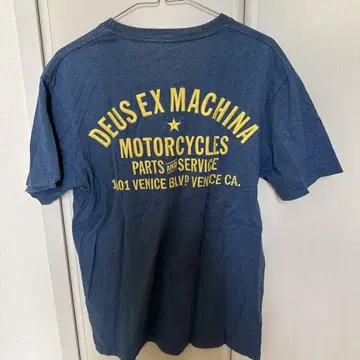 DEUS EX MACHINA
MOTORCYCLES
PARTS AND SERVICE
1001 VENICE BLVD VENICE CA.